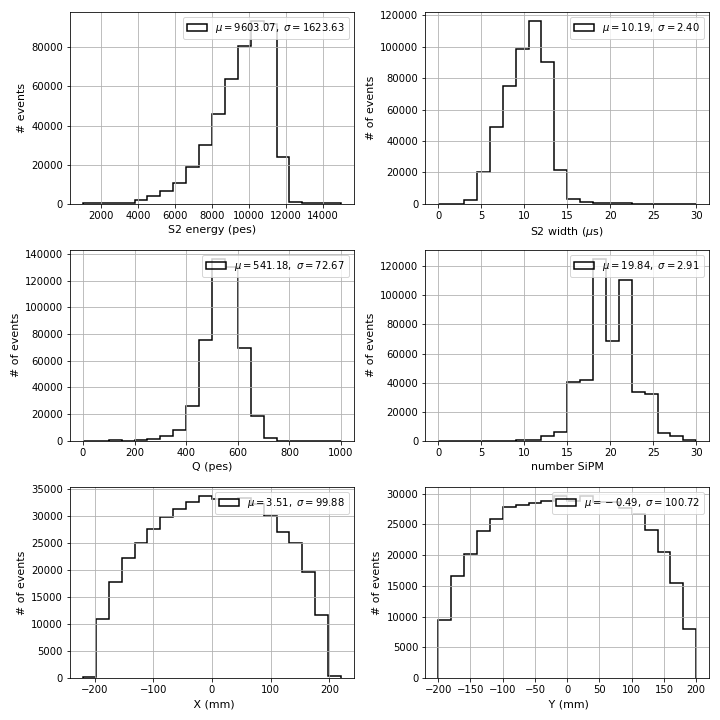 μ = 9603.07, σ = 1623.63
80000
60000
40000
20000
0
# events
2000 4000 6000 8000 10000 12000 14000
S2 energy (pes)
μ = 10.19, σ = 2.40
120000
100000
80000
60000
40000
20000
0
# of events
0 5 10 15 20 25 30
S2 width (μs)
μ = 541.18, σ = 72.67
140000
120000
100000
80000
60000
40000
20000
0
# of events
0 200 400 600 800 1000
Q (pes)
μ = 19.84, σ = 2.91
120000
100000
80000
60000
40000
20000
0
# of events
0 5 10 15 20 25 30
number SiPM
μ = 3.51, σ = 99.88
35000
30000
25000
20000
15000
10000
5000
0
# of events
−200 −100 0 100 200
X (mm)
μ = −0.49, σ = 100.72
30000
25000
20000
15000
10000
5000
0
# of events
−200 −150 −100 −50 0 50 100 150 200
Y (mm)